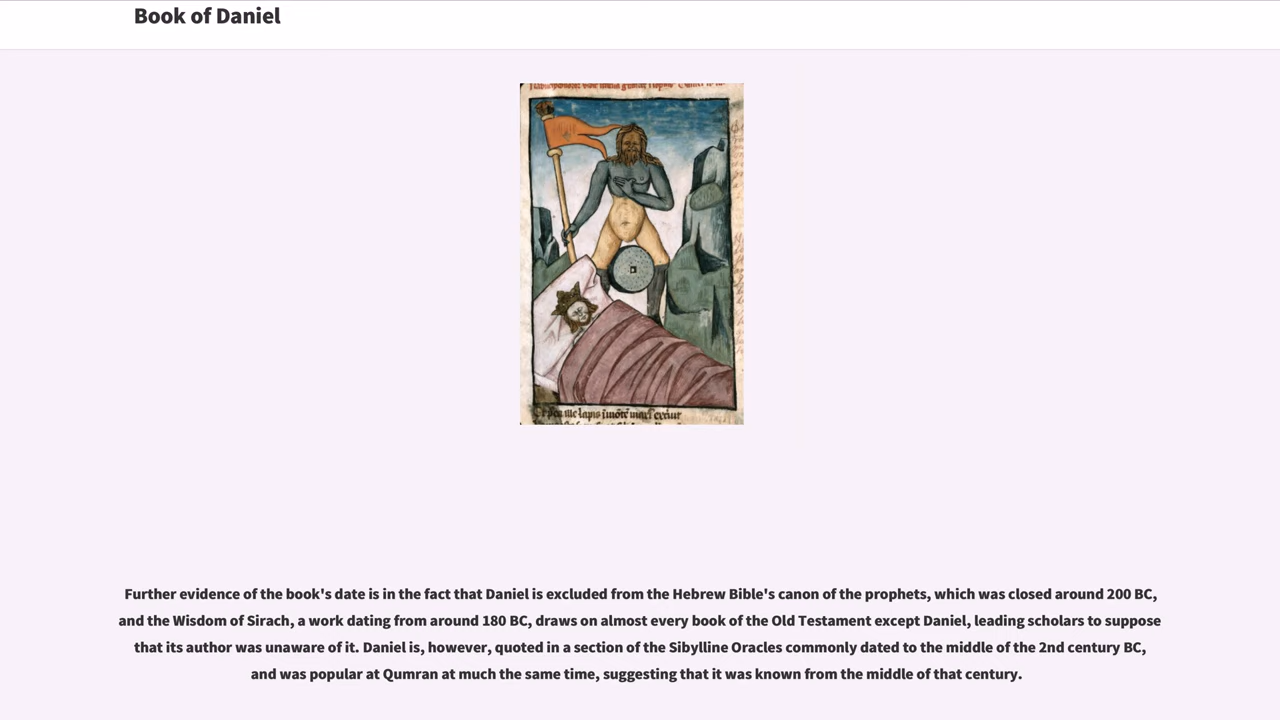 Book of Daniel
Further evidence of the book's date is in the fact that Daniel is excluded from the Hebrew Bible's canon of the prophets, which was closed around 200 BC,
and the Wisdom of Sirach, a work dating from around 180 BC, draws on almost every book of the Old Testament except Daniel, leading scholars to suppose
that its author was unaware of it. Daniel is, however, quoted in a section of the Sibylline Oracles commonly dated to the middle of the 2nd century BC,
and was popular at Qumran at much the same time, suggesting that it was known from the middle of that century.